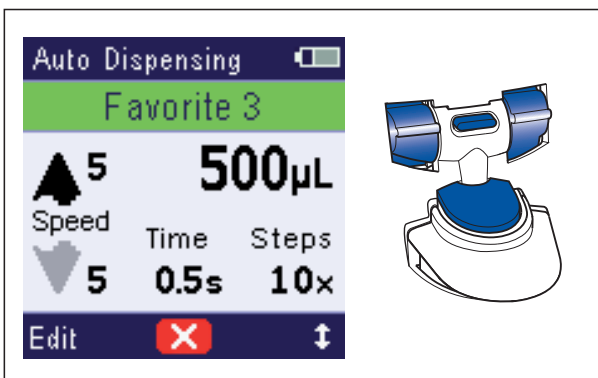 Auto Dispensing
Favorite 3
5 500µL
Speed
Time Steps
5 0.5s 10x
Edit